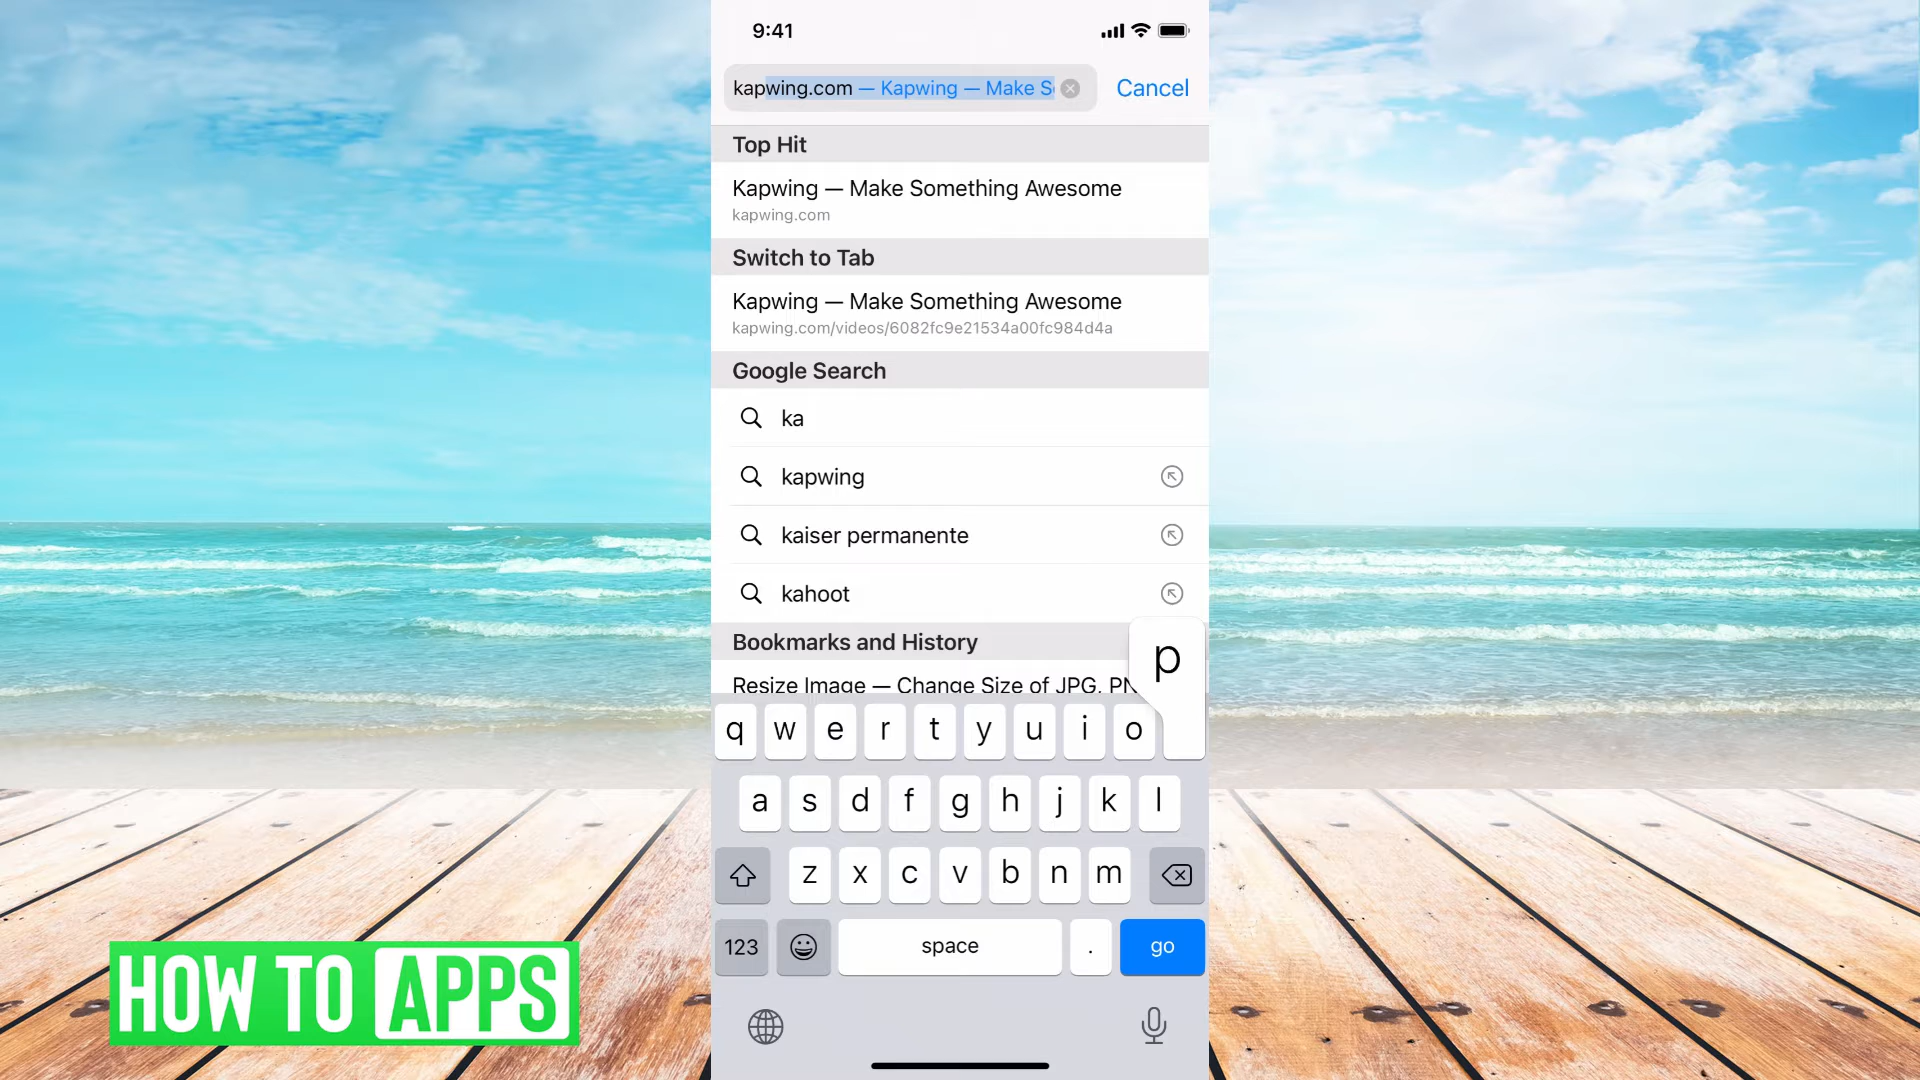 9:41
kapwing.com — Kapwing — Make S
Cancel
Top Hit
Kapwing — Make Something Awesome
kapwing.com
Switch to Tab
Kapwing — Make Something Awesome
kapwing.com/videos/6082fc9e21534a00fc984d4a
Google Search
ka
kapwing
kaiser permanente
kahoot
Bookmarks and History
Resize Image — Change Size of JPG, PN
p
q w e r t y u i o
a s d f g h j k l
z x c v b n m
123 space . go
HOW TO APPS